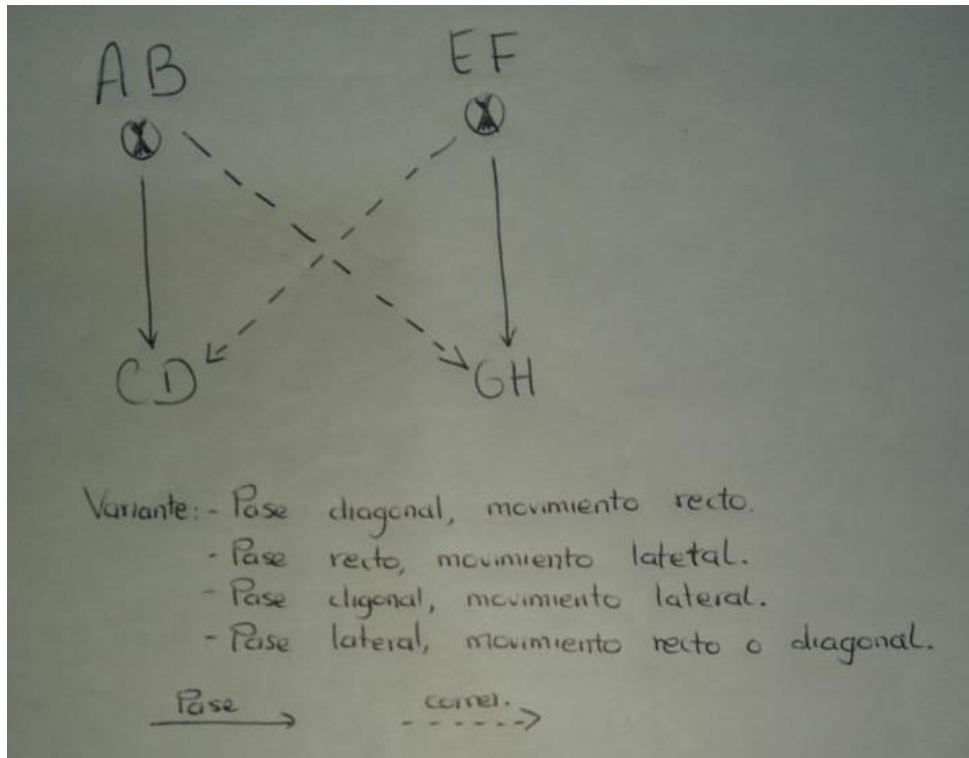 AB EF
CD GH
Variante: - Pase diagonal, movimiento recto.
- Pase recto, movimiento latetal.
- Pase digonal, movimiento lateral.
- Pase lateral, movimiento recto o diagonal.
Pase correr.